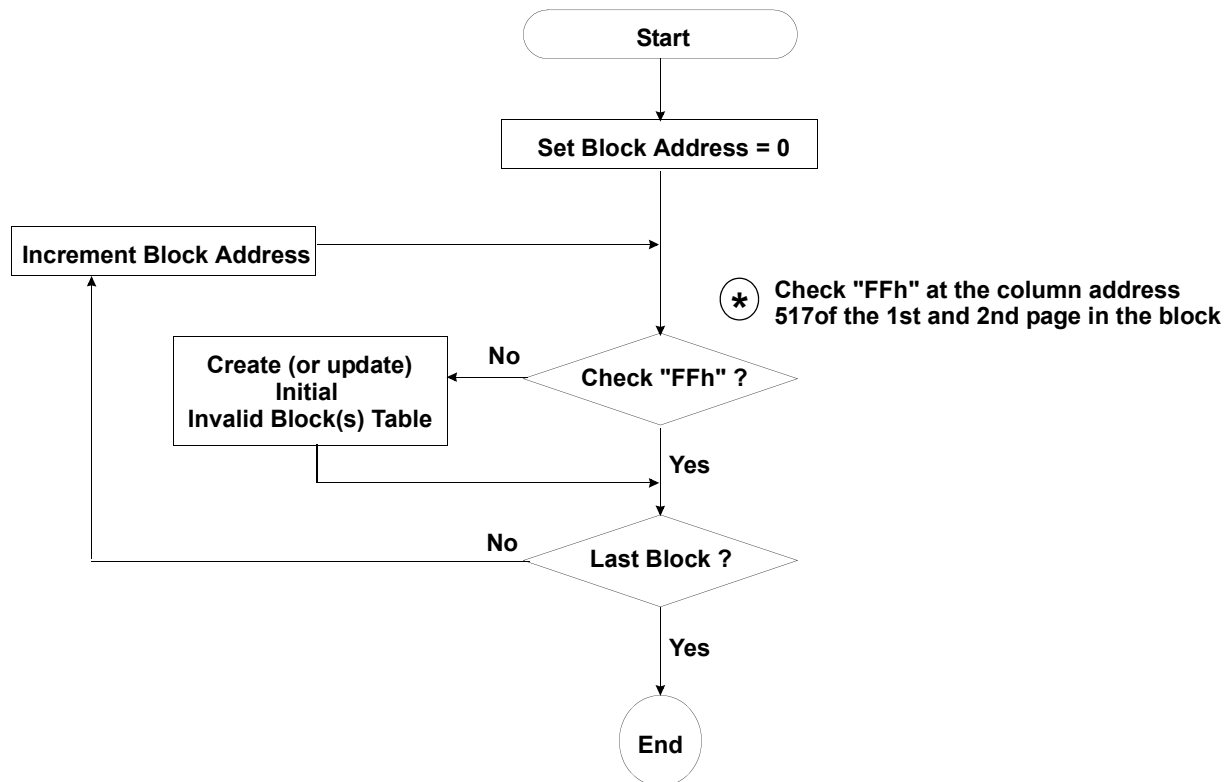 Start
Set Block Address = 0
Increment Block Address
* Check "FFh" at the column address
517of the 1st and 2nd page in the block
No
Create (or update)
Initial
Invalid Block(s) Table
Check "FFh" ?
Yes
No
Last Block ?
Yes
End